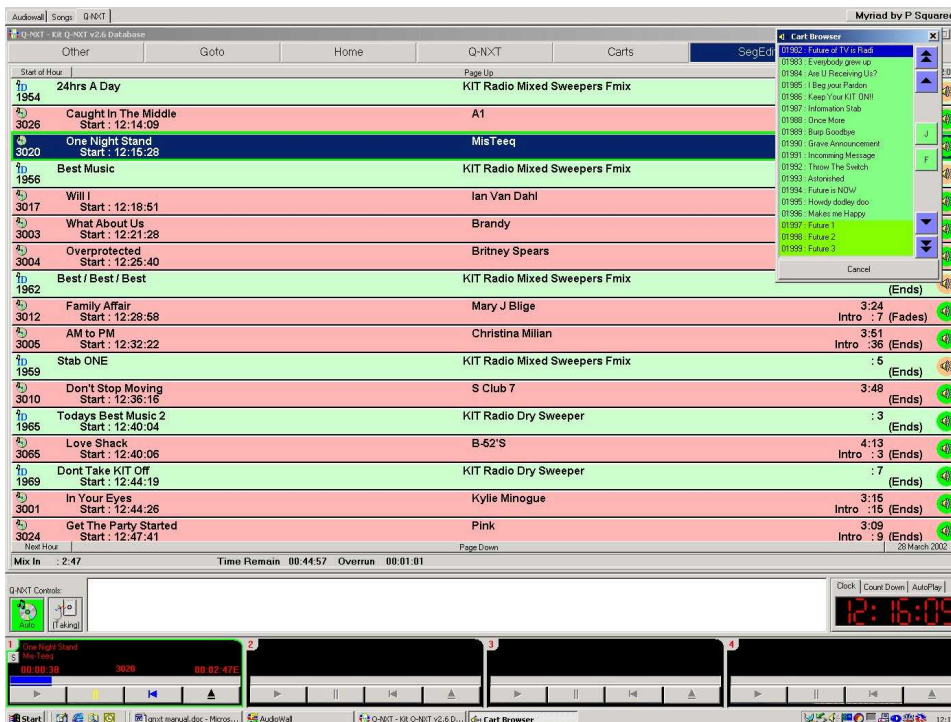 Audiowall Songs Q-NXT Myriad by P Square
Q-NXT - Kit Q-NXT v2.6 Database
Other Goto Home Q-NXT Carts SegEdi
Start of Hour Page Up
1954 24hrs A Day KIT Radio Mixed Sweepers Fmix
3026 Caught In The Middle A1
Start : 12:14:09
3020 One Night Stand MisTeeq
Start : 12:15:28
1956 Best Music KIT Radio Mixed Sweepers Fmix
3017 Will I Ian Van Dahl
Start : 12:18:51
3003 What About Us Brandy
Start : 12:21:28
3004 Overprotected Britney Spears
Start : 12:25:40
1962 Best / Best / Best KIT Radio Mixed Sweepers Fmix
(Ends)
3012 Family Affair Mary J Blige 3:24
Start : 12:28:58 Intro : 7 (Fades)
3005 AM to PM Christina Milian 3:51
Start : 12:32:22 Intro :36 (Ends)
1959 Stab ONE KIT Radio Mixed Sweepers Fmix : 5
(Ends)
3010 Don't Stop Moving S Club 7 3:48
Start : 12:36:16 (Ends)
1965 Todays Best Music 2 KIT Radio Dry Sweeper : 3
Start : 12:40:04 (Ends)
3065 Love Shack B-52'S 4:13
Start : 12:40:06 Intro : 3 (Ends)
1969 Dont Take KIT Off KIT Radio Dry Sweeper : 7
Start : 12:44:19 (Ends)
3001 In Your Eyes Kylie Minogue 3:15
Start : 12:44:26 Intro :15 (Ends)
3024 Get The Party Started Pink 3:09
Start : 12:47:41 Intro : 9 (Ends)
Next Hour Page Down 28 March 2002
Mix In : 2:47 Time Remain 00:44:57 Overrun 00:01:01
Cart Browser
01982 : Future of TV is Radi
01983 : Everybody grew up
01984 : Are U Receiving Us?
01985 : I Beg your Pardon
01986 : Keep Your KIT ON!!
01987 : Information Stab
01988 : Once More
01989 : Burp Goodbye
01990 : Grave Announcement
01991 : Incomming Message
01992 : Throw The Switch
01993 : Astonished
01994 : Future is NOW
01995 : Howdy dodley doo
01996 : Makes me Happy
01997 : Future 1
01998 : Future 2
01999 : Future 3
J
F
Cancel
Q-NXT Controls:
Auto (Taking)
Clock Count Down AutoPlay
12:16:09
1 One Night Stand 2 3 4
S Mis-Teeq
00:00:38 3020 00:02:47E
Start qnxt manual.doc - Micros... AudioWall Q-NXT - Kit Q-NXT v2.6 D... Cart Browser